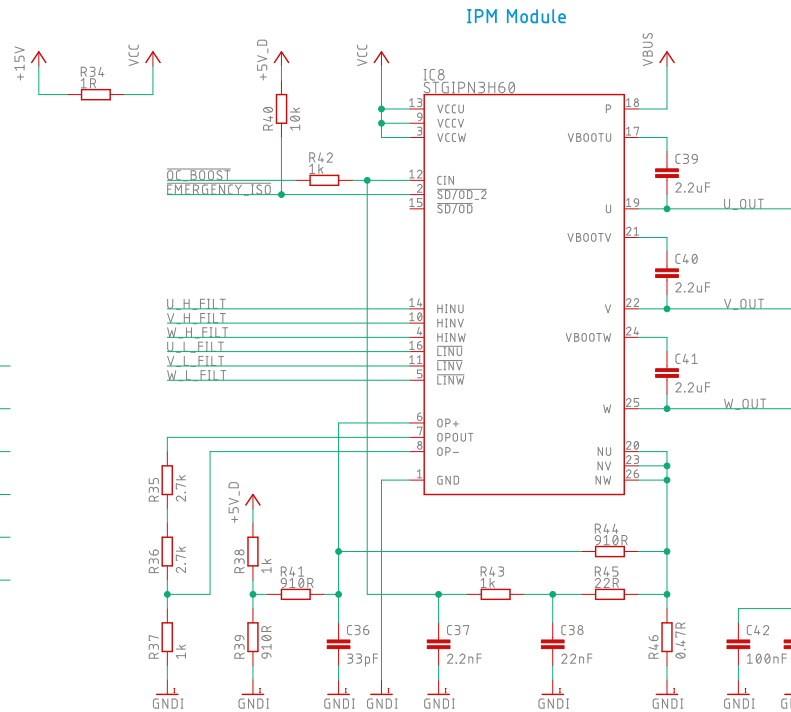 IPM Module
+15V
R34
1R
VCC
+5V_D
R40
10k
VCC
IC8
STGIPN3H60
VBUS
13 VCCU
9 VCCV
3 VCCW
P 18
VBOOTU 17
C39
2.2uF
OC_BOOST
R42
1k
12 CIN
EMERGENCY_ISO
2 SD/OD_2
15 SD/OD
U 19
U_OUT
VBOOTV 21
C40
2.2uF
U_H_FILT
14 HINU
V 22
V_OUT
V_H_FILT
10 HINV
W_H_FILT
4 HINW
VBOOTW 24
U_L_FILT
16 LINU
V_L_FILT
11 LINV
W_L_FILT
5 LINW
C41
2.2uF
W 25
W_OUT
6 OP+
7 OPOUT
8 OP-
NU 20
NV 23
NW 26
1 GND
R35
2.7k
+5V_D
R36
2.7k
R38
1k
R44
910R
R41
910R
R43
1k
R45
22R
R37
1k
R39
910R
C36
33pF
C37
2.2nF
C38
22nF
R46
0.47R
C42
100nF
GNDI
GNDI
GNDI
GNDI
GNDI
GNDI
GNDI
GNDI